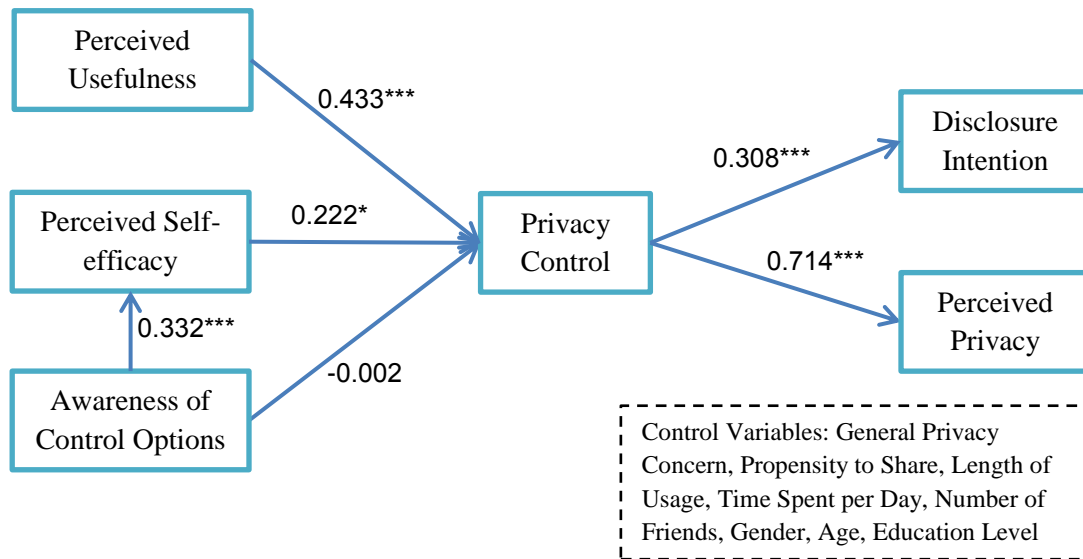 Perceived
Usefulness
0.433***
Perceived Self-
efficacy
0.222*
0.332***
Awareness of
Control Options
-0.002
Privacy
Control
0.308***
0.714***
Disclosure
Intention
Perceived
Privacy
Control Variables: General Privacy
Concern, Propensity to Share, Length of
Usage, Time Spent per Day, Number of
Friends, Gender, Age, Education Level